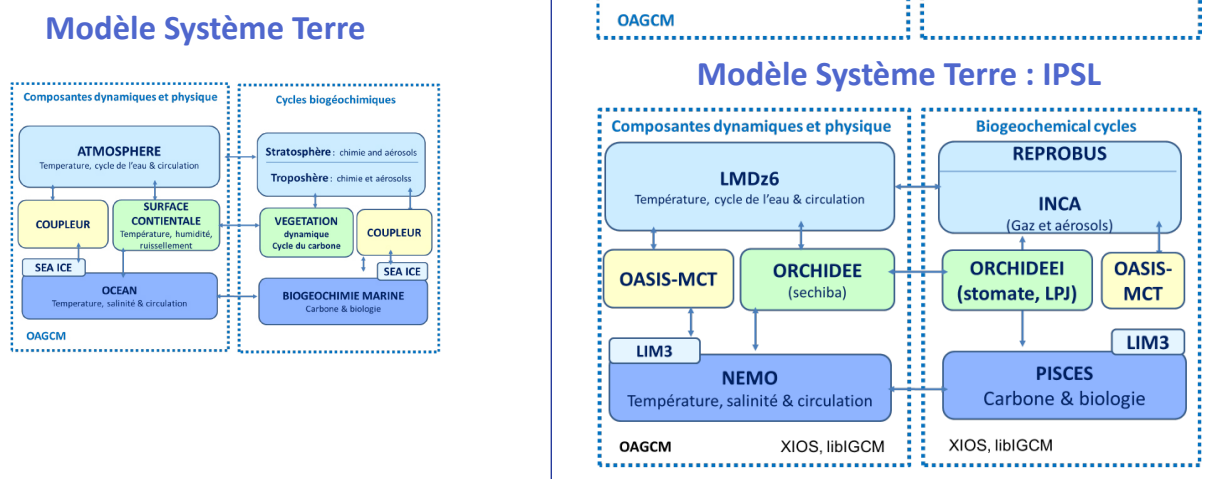 Modèle Système Terre
Composantes dynamiques et physique
Cycles biogéochimiques
ATMOSPHERE
Temperature, cycle de l'eau & circulation
Stratosphère : chimie and aérosols
Troposhère : chimie et aérosolss
COUPLEUR
SURFACE
CONTIENTALE
Température, humidité,
ruissellement
VEGETATION
dynamique
Cycle du carbone
COUPLEUR
SEA ICE
SEA ICE
OCEAN
Temperature, salinité & circulation
BIOGEOCHIMIE MARINE
Carbone & biologie
OAGCM
OAGCM
Modèle Système Terre : IPSL
Composantes dynamiques et physique
Biogeochemical cycles
LMDz6
Température, cycle de l'eau & circulation
REPROBUS
INCA
(Gaz et aérosols)
OASIS-MCT
ORCHIDEE
(sechiba)
ORCHIDEEI
(stomate, LPJ)
OASIS-
MCT
LIM3
LIM3
NEMO
Température, salinité & circulation
PISCES
Carbone & biologie
OAGCM
XIOS, libIGCM
XIOS, libIGCM